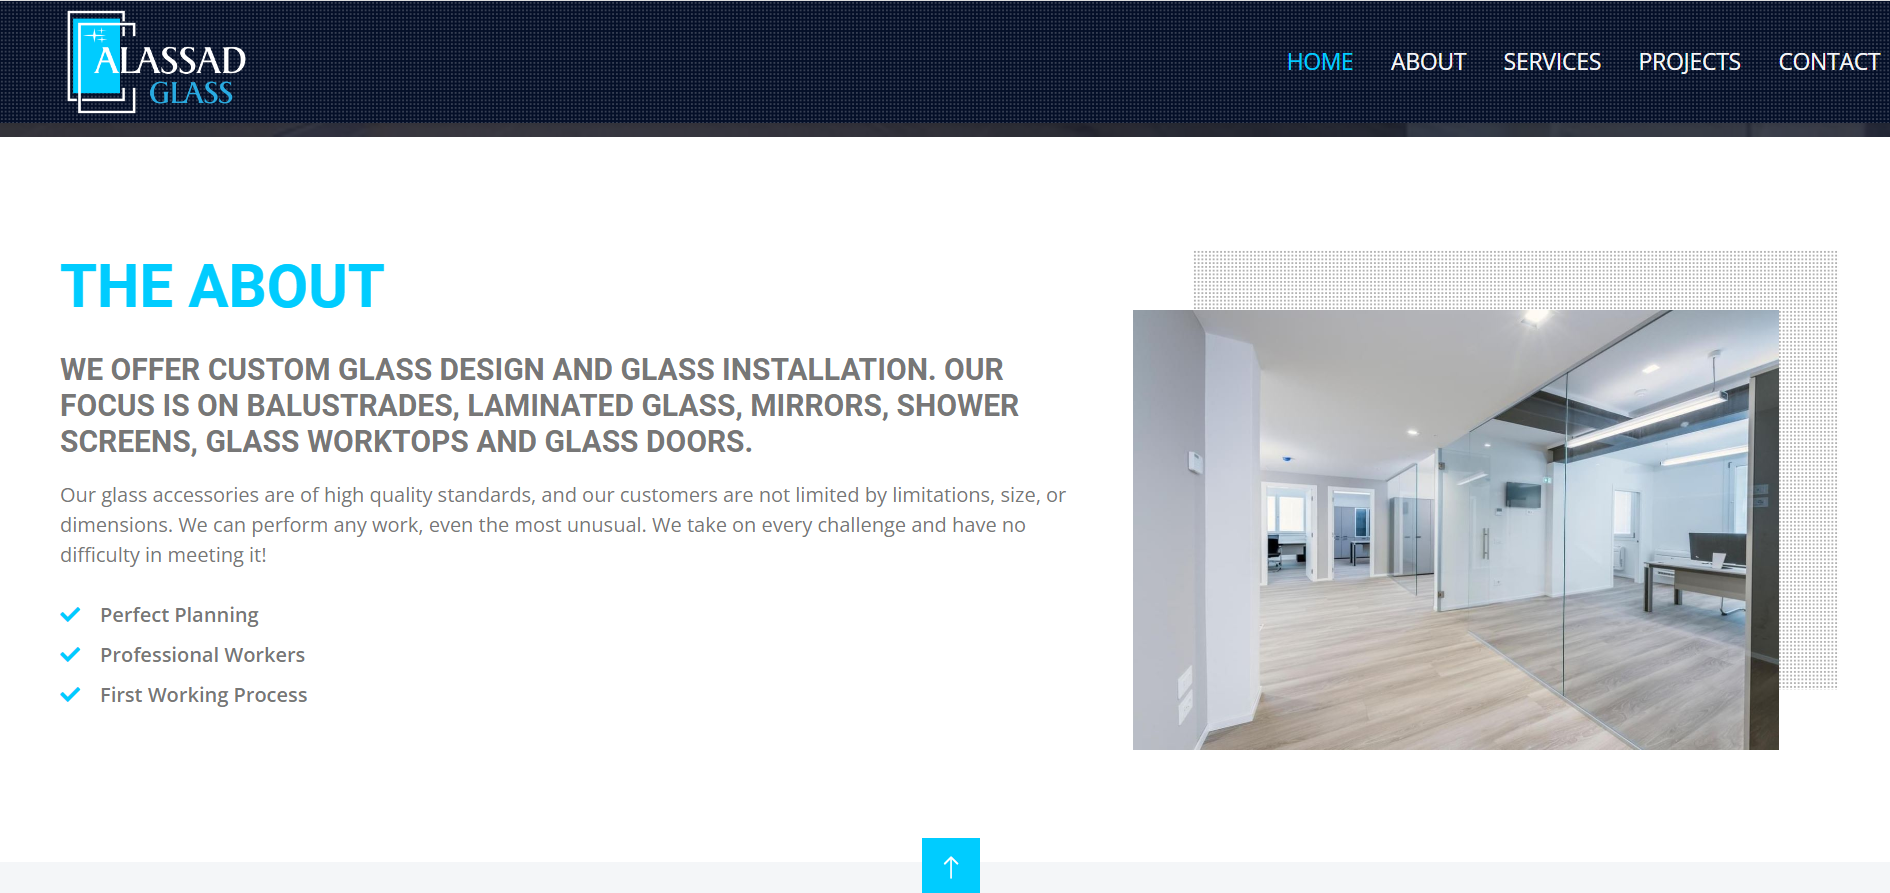 ALASSAD
GLASS
HOME ABOUT SERVICES PROJECTS CONTACT
THE ABOUT
WE OFFER CUSTOM GLASS DESIGN AND GLASS INSTALLATION. OUR
FOCUS IS ON BALUSTRADES, LAMINATED GLASS, MIRRORS, SHOWER
SCREENS, GLASS WORKTOPS AND GLASS DOORS.
Our glass accessories are of high quality standards, and our customers are not limited by limitations, size, or
dimensions. We can perform any work, even the most unusual. We take on every challenge and have no
difficulty in meeting it!
Perfect Planning
Professional Workers
First Working Process